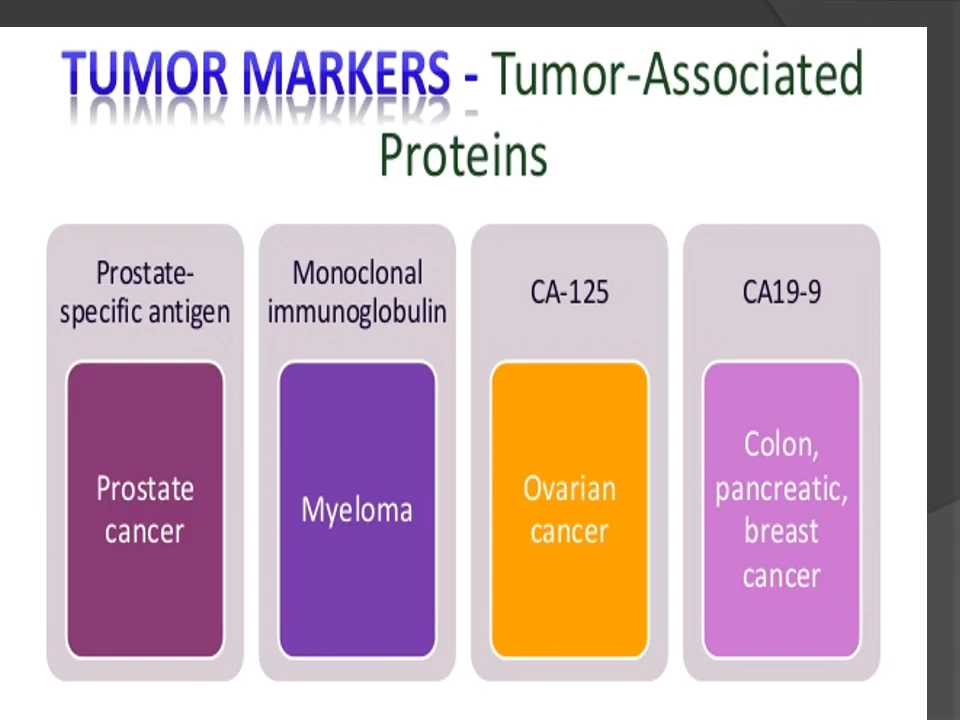 TUMOR MARKERS - Tumor-Associated
Proteins
Prostate-
specific antigen
Prostate
cancer
Monoclonal
immunoglobulin
Myeloma
CA-125
Ovarian
cancer
CA19-9
Colon,
pancreatic,
breast
cancer